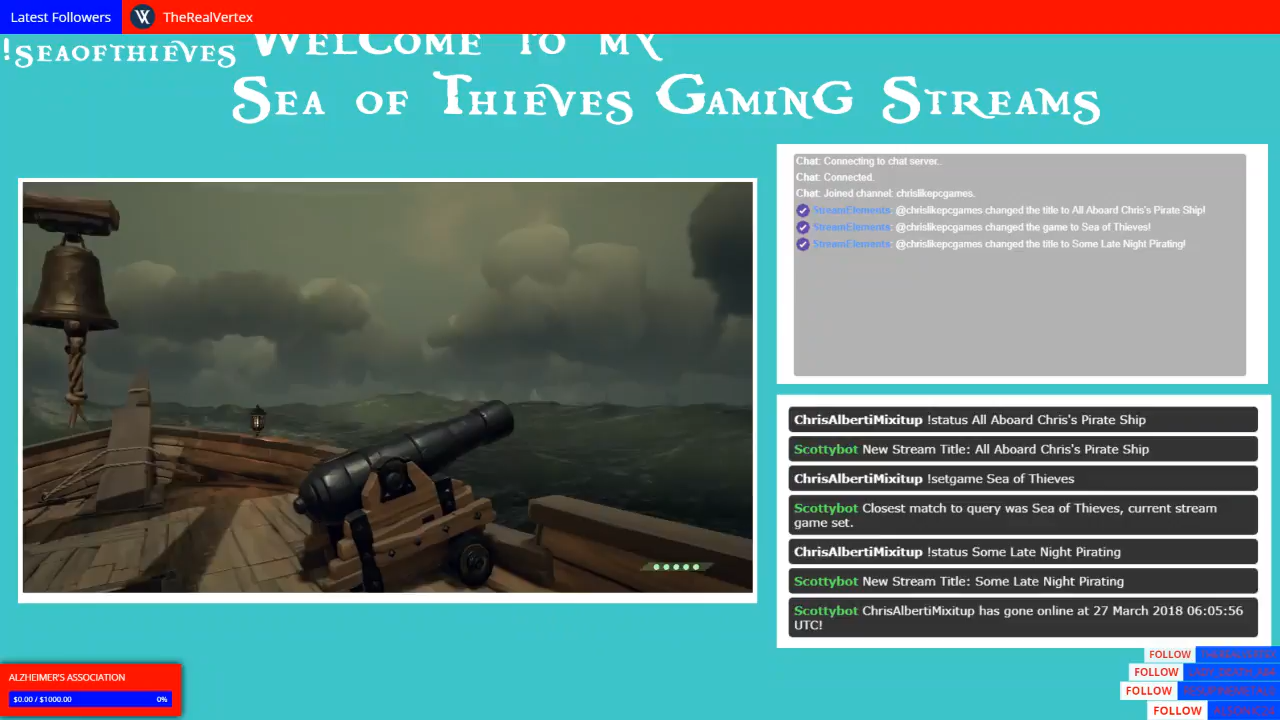 Latest Followers
TheRealVertex
!SeaofThieves
Welcome to my
Sea of Thieves Gaming Streams
Chat: Connecting to chat server..
Chat: Connected.
Chat: Joined channel: chrislikepcgames.
StreamElements: @chrislikepcgames changed the title to All Aboard Chris's Pirate Ship!
StreamElements: @chrislikepcgames changed the game to Sea of Thieves!
StreamElements: @chrislikepcgames changed the title to Some Late Night Pirating!
ChrisAlbertiMixitup !status All Aboard Chris's Pirate Ship
Scottybot New Stream Title: All Aboard Chris's Pirate Ship
ChrisAlbertiMixitup !setgame Sea of Thieves
Scottybot Closest match to query was Sea of Thieves, current stream
game set.
ChrisAlbertiMixitup !status Some Late Night Pirating
Scottybot New Stream Title: Some Late Night Pirating
Scottybot ChrisAlbertiMixitup has gone online at 27 March 2018 06:05:56
UTC!
FOLLOW THEREALVERTEX
FOLLOW
FOLLOW
FOLLOW
ALZHEIMER'S ASSOCIATION
$0.00 / $1000.00 0%